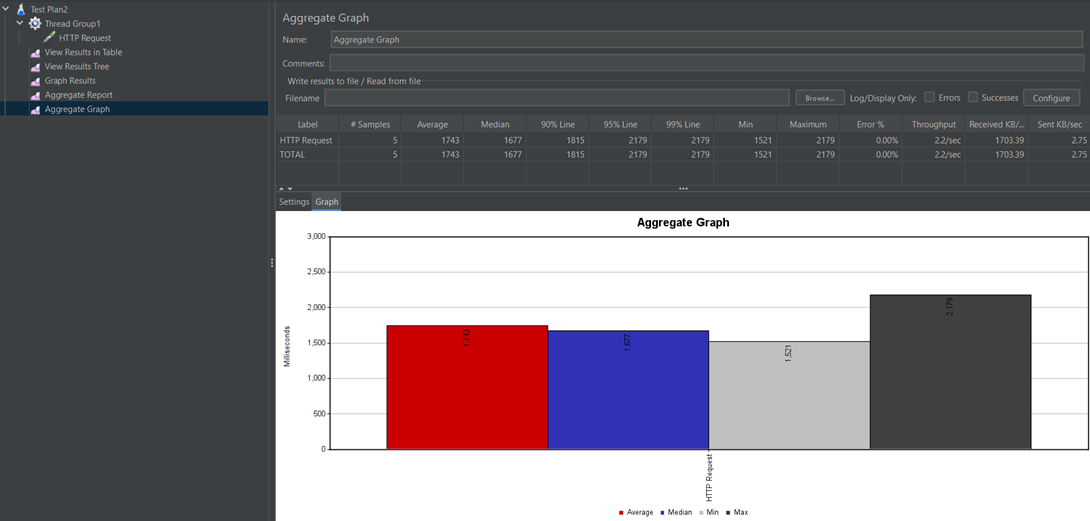 Test Plan2
Thread Group1
HTTP Request
View Results in Table
View Results Tree
Graph Results
Aggregate Report
Aggregate Graph
Aggregate Graph
Name: Aggregate Graph
Comments:
Write results to file / Read from file
Filename Browse... Log/Display Only: Errors Successes Configure
Label # Samples Average Median 90% Line 95% Line 99% Line Min Maximum Error % Throughput Received KB/... Sent KB/sec
HTTP Request 5 1743 1677 1815 2179 2179 1521 2179 0.00% 2.2/sec 1703.39 2.75
TOTAL 5 1743 1677 1815 2179 2179 1521 2179 0.00% 2.2/sec 1703.39 2.75
Settings Graph
Aggregate Graph
3,000
2,500
2,000
1,500
1,000
500
0
Milliseconds
1,743
1,677
1,521
2,179
HTTP Request
Average Median Min Max